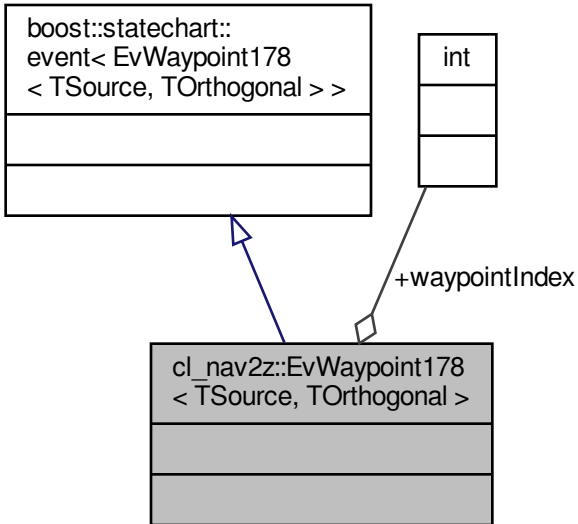 boost::statechart::
event< EvWaypoint178
< TSource, TOrthogonal > >
int
+waypointIndex
cl_nav2z::EvWaypoint178
< TSource, TOrthogonal >